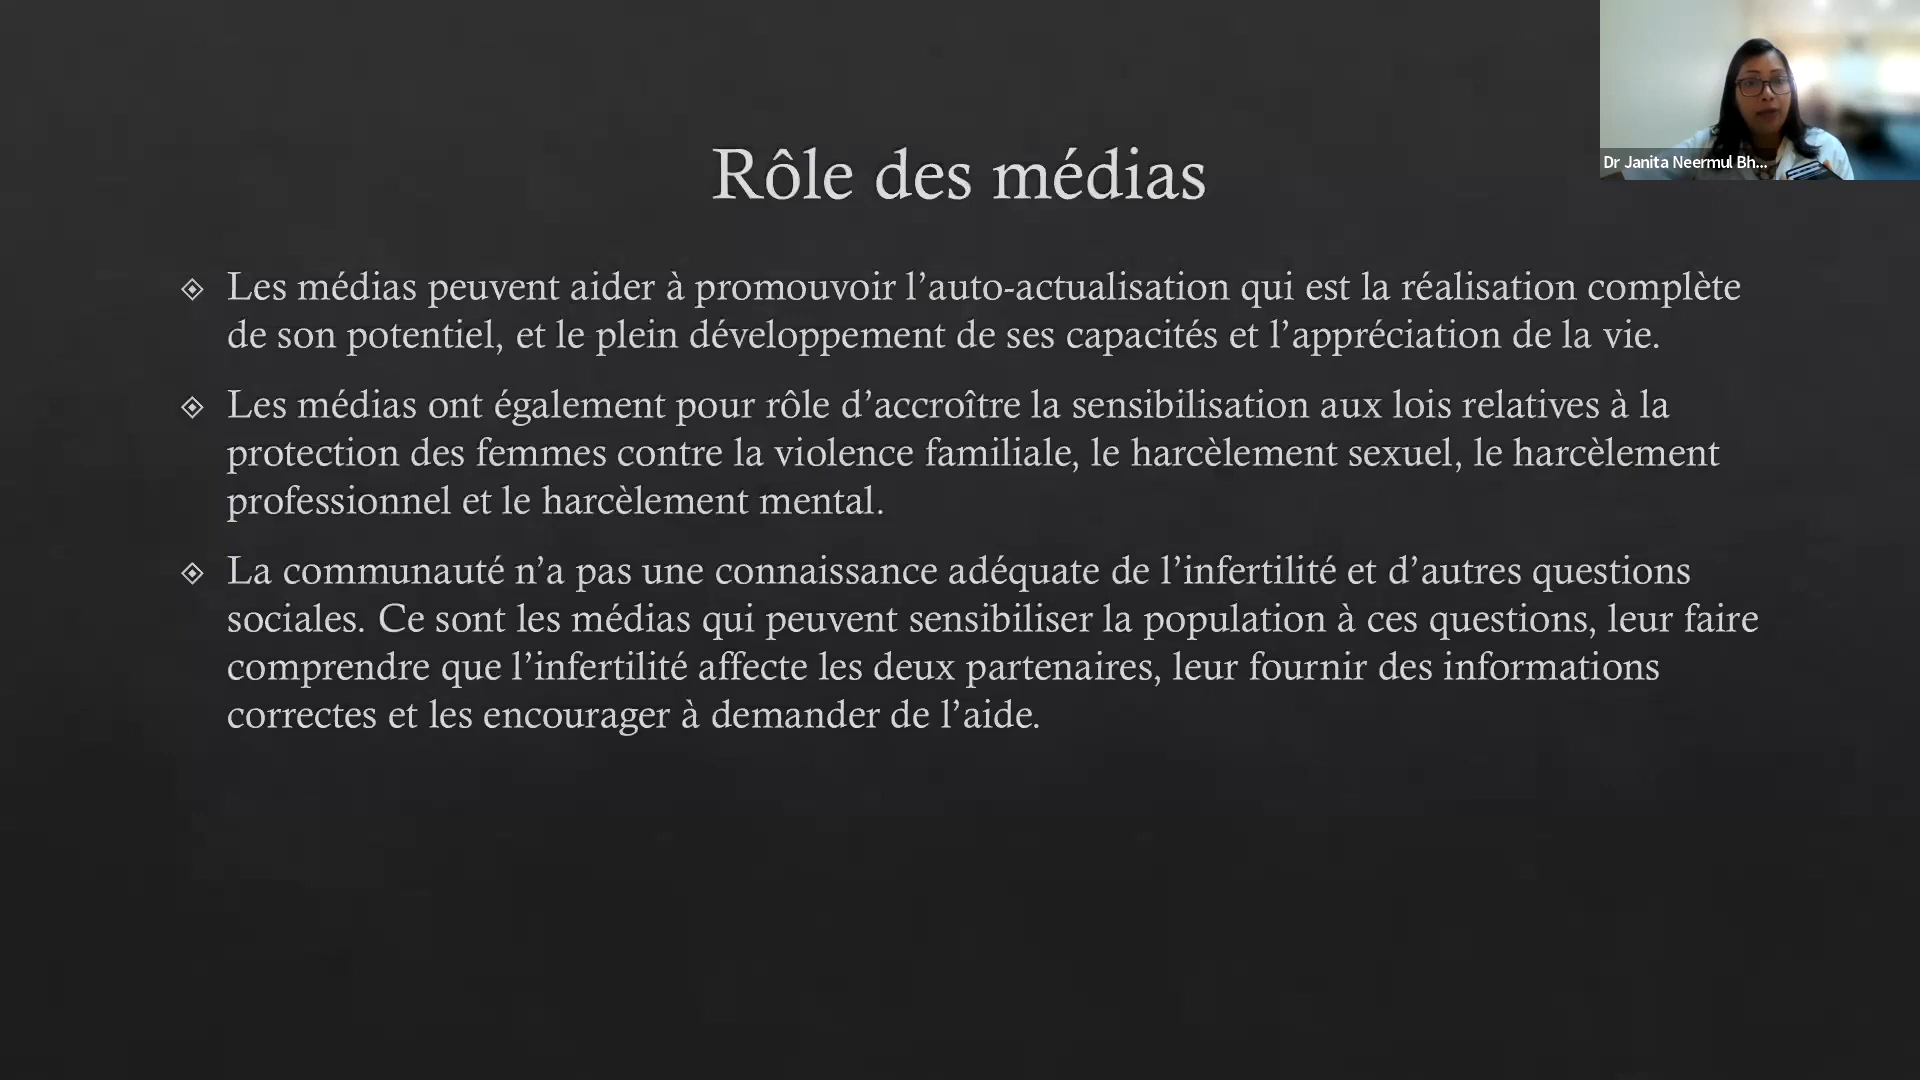 Rôle des médias
Les médias peuvent aider à promouvoir l’auto-actualisation qui est la réalisation complète
de son potentiel, et le plein développement de ses capacités et l’appréciation de la vie.
Les médias ont également pour rôle d’accroître la sensibilisation aux lois relatives à la
protection des femmes contre la violence familiale, le harcèlement sexuel, le harcèlement
professionnel et le harcèlement mental.
La communauté n’a pas une connaissance adéquate de l’infertilité et d’autres questions
sociales. Ce sont les médias qui peuvent sensibiliser la population à ces questions, leur faire
comprendre que l’infertilité affecte les deux partenaires, leur fournir des informations
correctes et les encourager à demander de l’aide.
Dr Janita Neermul Bh...